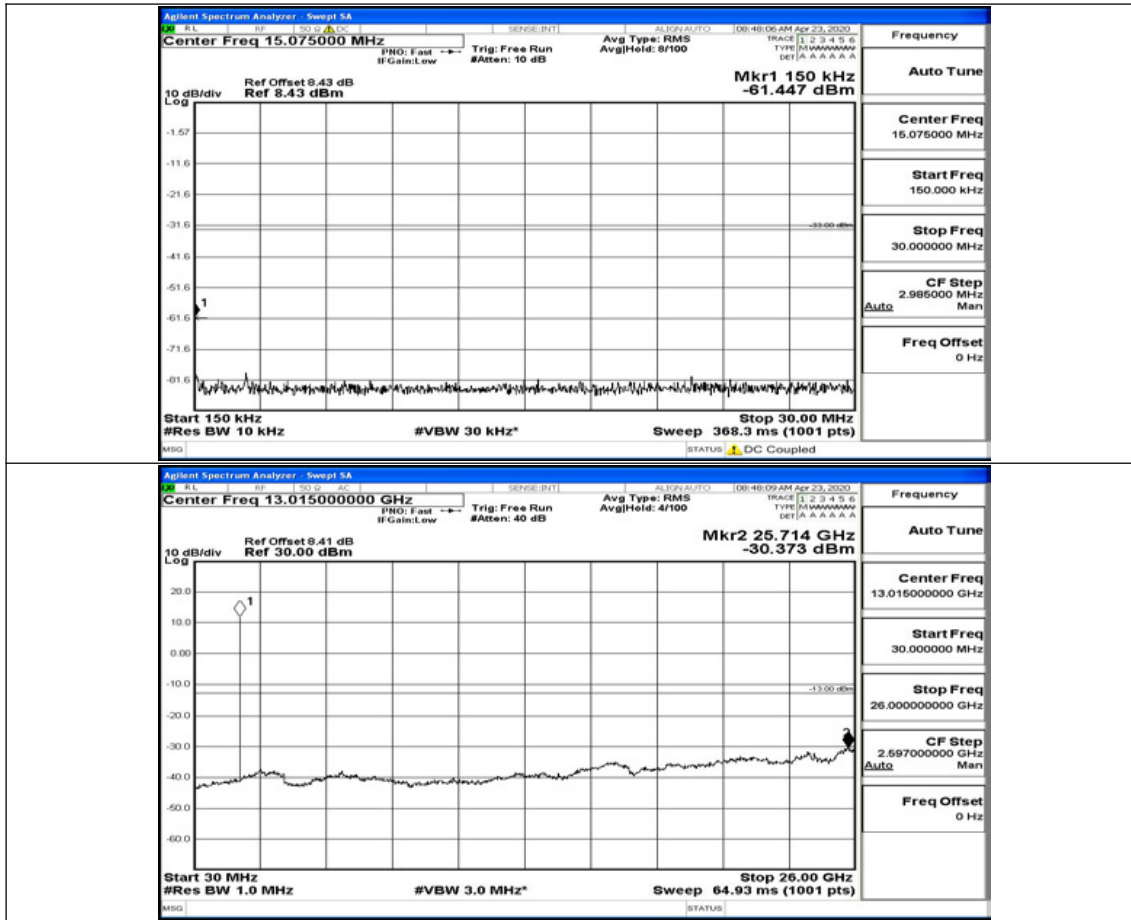 Agilent Spectrum Analyzer - Swept SA
RL RF 50 Ω DC SENSE:INT ALIGN AUTO 08:48:06 AM Apr 23, 2020
Center Freq 15.075000 MHz
PNO: Fast
IFGain:Low
Trig: Free Run
#Atten: 10 dB
Avg Type: RMS
Avg|Hold: 8/100
TRACE 1 2 3 4 5 6
TYPE M
DET A A A A A A
Frequency
Ref Offset 8.43 dB
10 dB/div Ref 8.43 dBm
Log
Mkr1 150 kHz
-61.447 dBm
Auto Tune
-1.57
-11.6
-21.6
-31.6
-41.6
-51.6
-61.6
-71.6
-81.6
-33.00 dBm
1
Center Freq
15.075000 MHz
Start Freq
150.000 kHz
Stop Freq
30.000000 MHz
CF Step
2.985000 MHz
Auto Man
Freq Offset
0 Hz
Start 150 kHz Stop 30.00 MHz
#Res BW 10 kHz #VBW 30 kHz* Sweep 368.3 ms (1001 pts)
MSG STATUS DC Coupled
Agilent Spectrum Analyzer - Swept SA
RL RF 50 Ω AC SENSE:INT ALIGN AUTO 08:48:09 AM Apr 23, 2020
Center Freq 13.015000000 GHz
PNO: Fast
IFGain:Low
Trig: Free Run
#Atten: 40 dB
Avg Type: RMS
Avg|Hold: 4/100
TRACE 1 2 3 4 5 6
TYPE M
DET A A A A A A
Frequency
Ref Offset 8.41 dB
10 dB/div Ref 30.00 dBm
Log
Mkr2 25.714 GHz
-30.373 dBm
Auto Tune
20.0
10.0
0.00
-10.0
-20.0
-30.0
-40.0
-50.0
-60.0
1
-13.00 dBm
2
Center Freq
13.015000000 GHz
Start Freq
30.000000 MHz
Stop Freq
26.000000000 GHz
CF Step
2.597000000 GHz
Auto Man
Freq Offset
0 Hz
Start 30 MHz Stop 26.00 GHz
#Res BW 1.0 MHz #VBW 3.0 MHz* Sweep 64.93 ms (1001 pts)
MSG STATUS